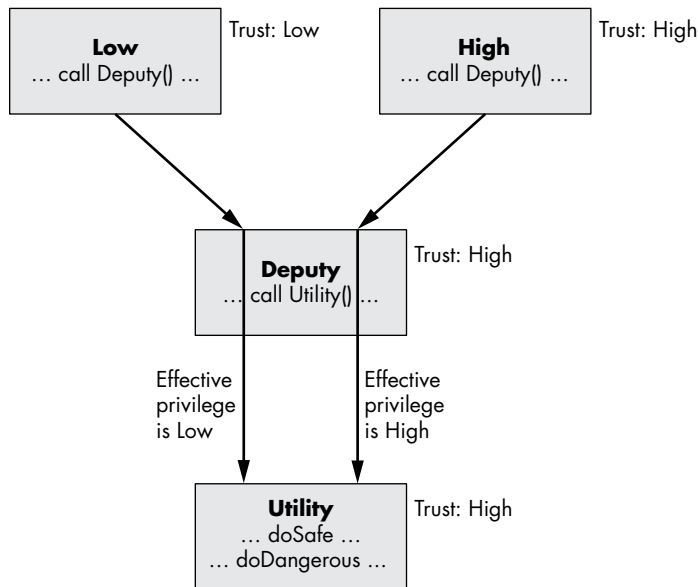 Low
… call Deputy() …
Trust: Low
High
… call Deputy() …
Trust: High
Deputy
… call Utility() …
Trust: High
Effective
privilege
is Low
Effective
privilege
is High
Utility
… doSafe …
… doDangerous …
Trust: High